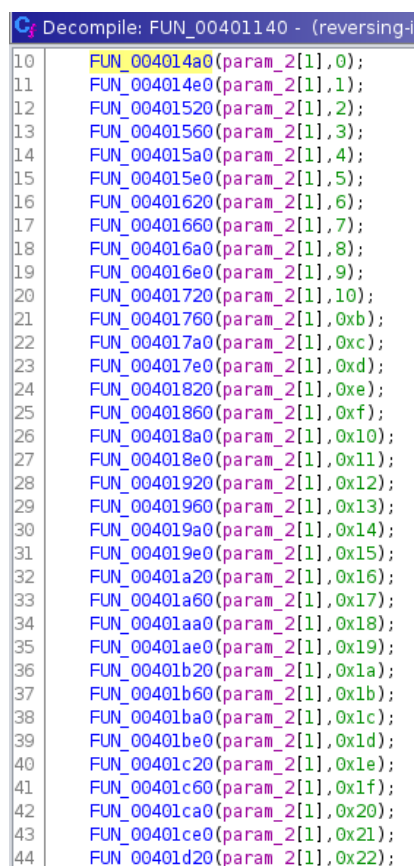 Cf Decompile: FUN_00401140 - (reversing-i
10 FUN_004014a0(param_2[1],0);
11 FUN_004014e0(param_2[1],1);
12 FUN_00401520(param_2[1],2);
13 FUN_00401560(param_2[1],3);
14 FUN_004015a0(param_2[1],4);
15 FUN_004015e0(param_2[1],5);
16 FUN_00401620(param_2[1],6);
17 FUN_00401660(param_2[1],7);
18 FUN_004016a0(param_2[1],8);
19 FUN_004016e0(param_2[1],9);
20 FUN_00401720(param_2[1],10);
21 FUN_00401760(param_2[1],0xb);
22 FUN_004017a0(param_2[1],0xc);
23 FUN_004017e0(param_2[1],0xd);
24 FUN_00401820(param_2[1],0xe);
25 FUN_00401860(param_2[1],0xf);
26 FUN_004018a0(param_2[1],0x10);
27 FUN_004018e0(param_2[1],0x11);
28 FUN_00401920(param_2[1],0x12);
29 FUN_00401960(param_2[1],0x13);
30 FUN_004019a0(param_2[1],0x14);
31 FUN_004019e0(param_2[1],0x15);
32 FUN_00401a20(param_2[1],0x16);
33 FUN_00401a60(param_2[1],0x17);
34 FUN_00401aa0(param_2[1],0x18);
35 FUN_00401ae0(param_2[1],0x19);
36 FUN_00401b20(param_2[1],0x1a);
37 FUN_00401b60(param_2[1],0x1b);
38 FUN_00401ba0(param_2[1],0x1c);
39 FUN_00401be0(param_2[1],0x1d);
40 FUN_00401c20(param_2[1],0x1e);
41 FUN_00401c60(param_2[1],0x1f);
42 FUN_00401ca0(param_2[1],0x20);
43 FUN_00401ce0(param_2[1],0x21);
44 FUN_00401d20(param_2[1],0x22);